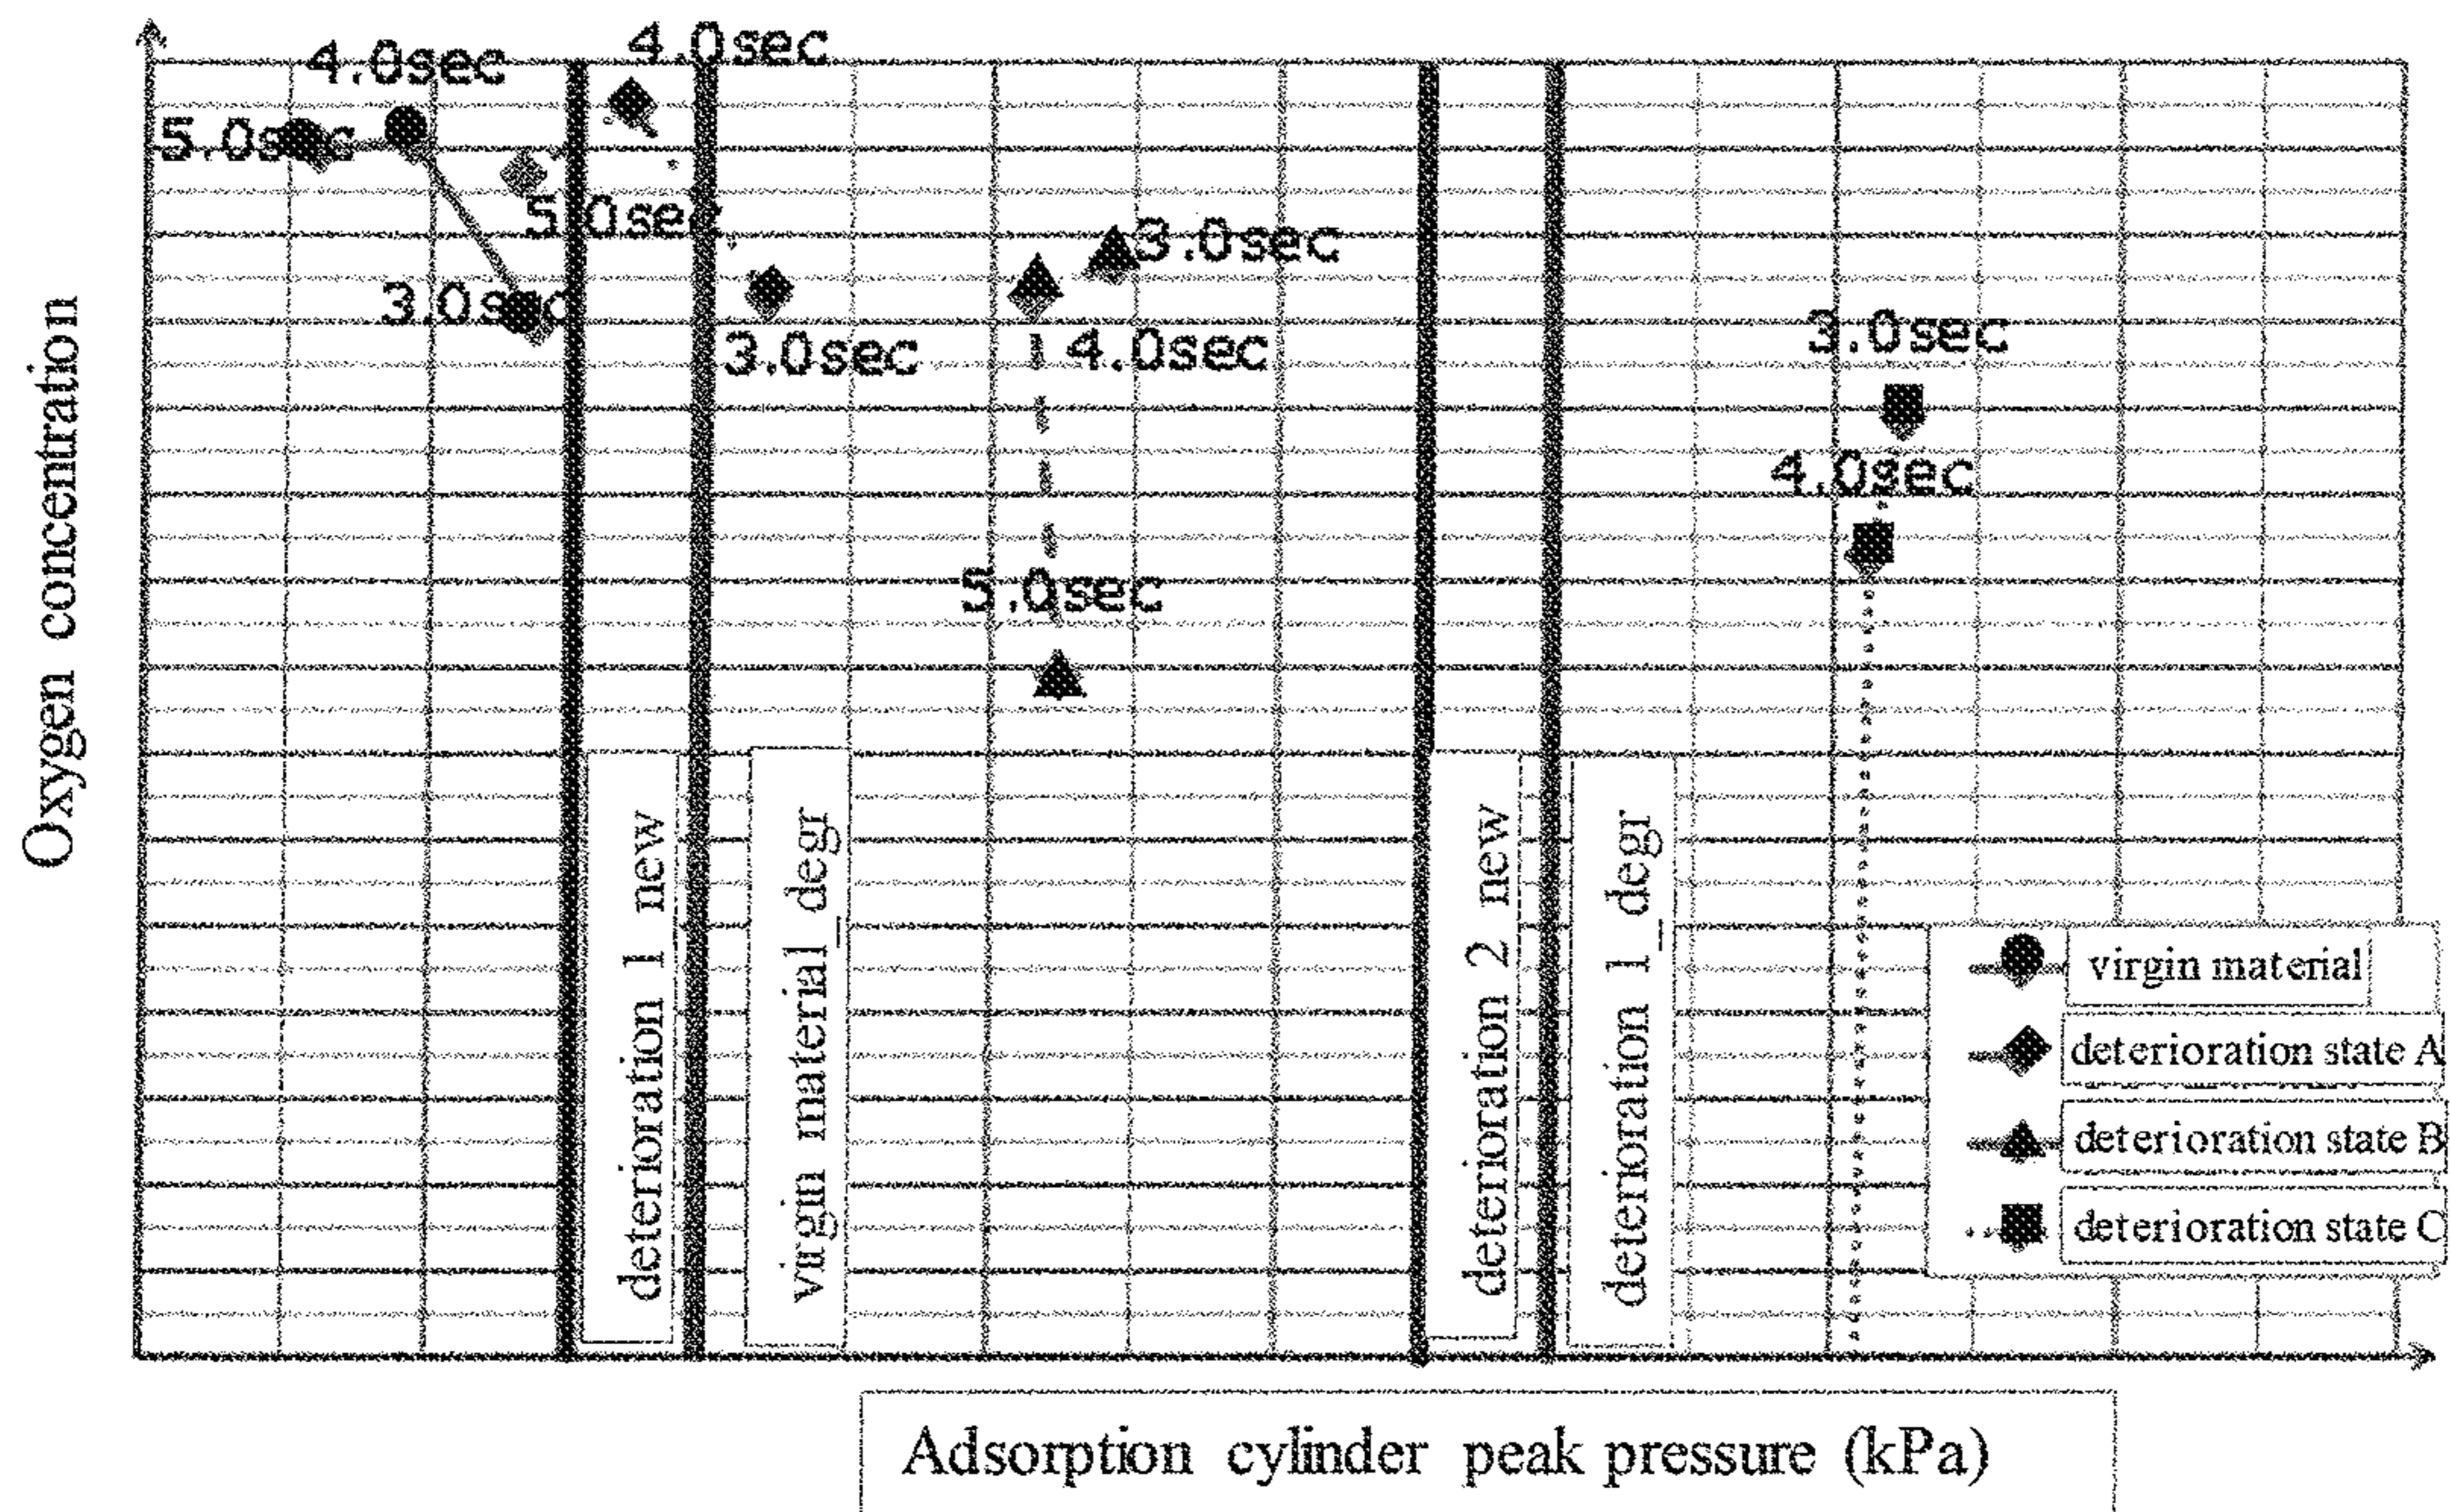 4.0sec
4.0sec
5.0sec
5.0sec
3.0sec
3.0sec
3.0sec
4.0sec
3.0sec
4.0sec
5.0sec
Oxygen concentration
deterioration 1_new
virgin material_degr
deterioration 2_new
deterioration 1_degr
virgin material
deterioration state A
deterioration state B
deterioration state C
Adsorption cylinder peak pressure (kPa)